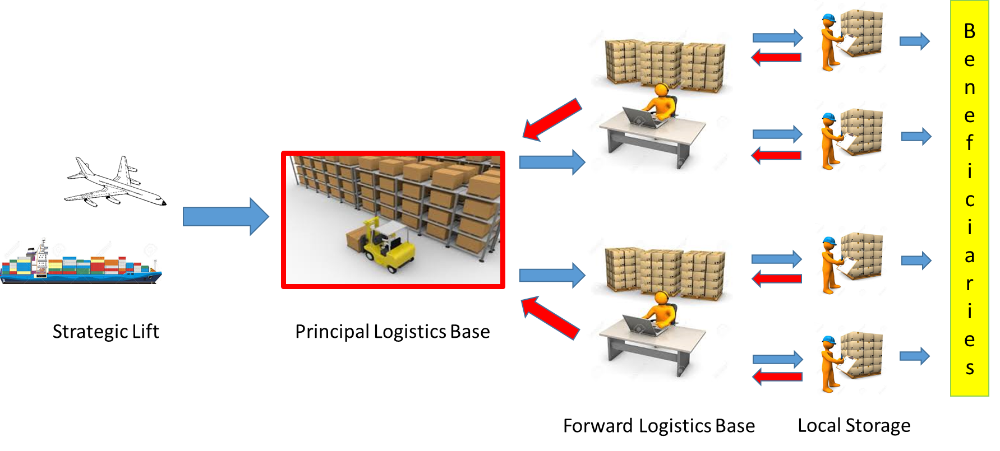 Strategic Lift
Principal Logistics Base
Forward Logistics Base
Local Storage
B
e
n
e
f
i
c
i
a
r
i
e
s